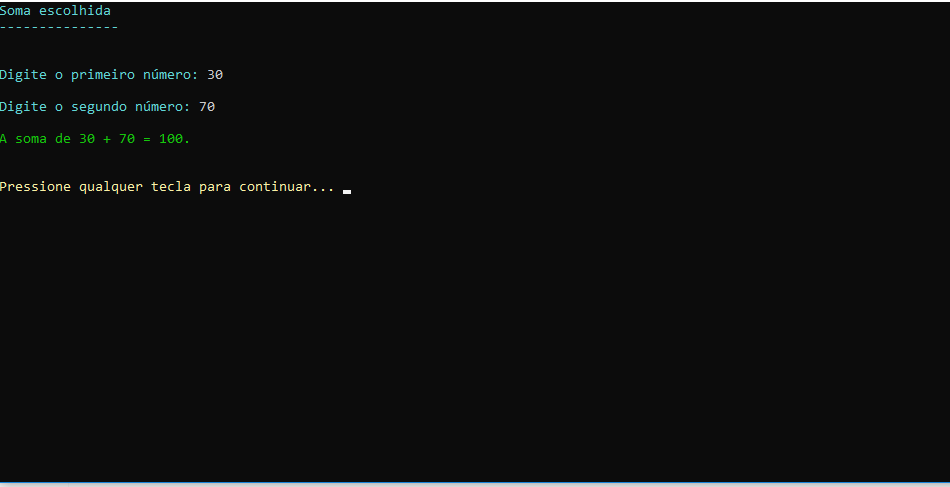 Soma escolhida
---------------
Digite o primeiro número: 30
Digite o segundo número: 70
A soma de 30 + 70 = 100.
Pressione qualquer tecla para continuar...